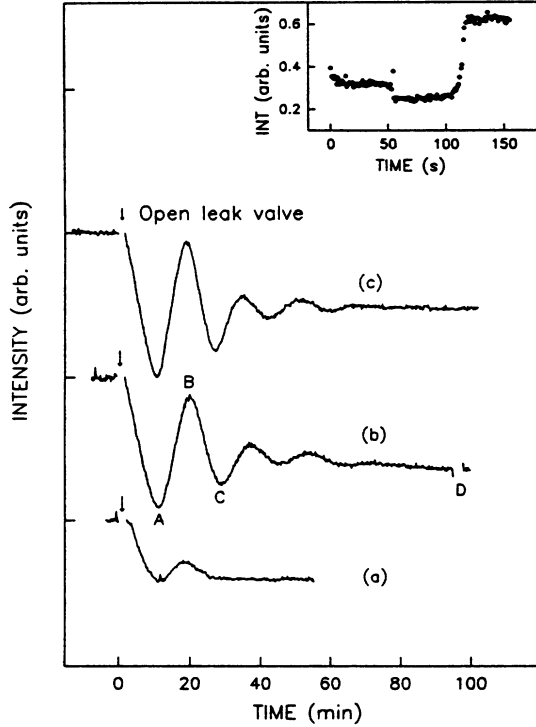 0.6
0.4
0.2
INT (arb. units)
0 50 100 150
TIME (s)
↓ Open leak valve
(c)
↓
B
(b)
A
C
D
↓
(a)
INTENSITY (arb. units)
0 20 40 60 80 100
TIME (min)